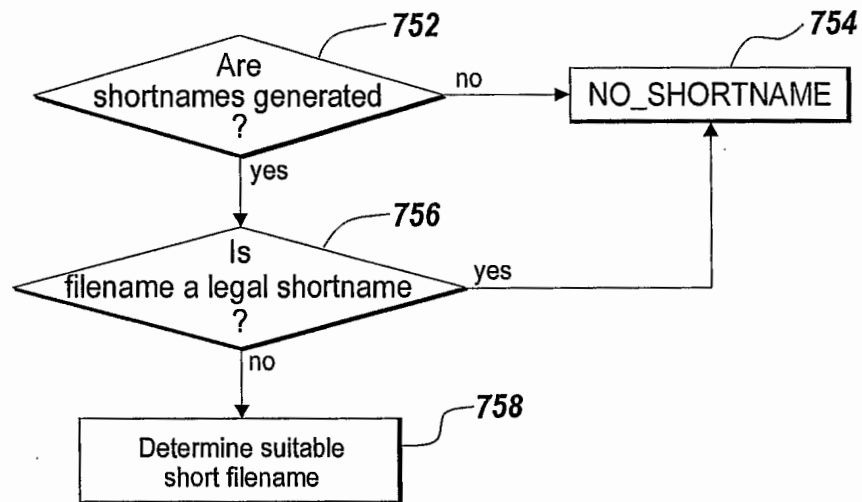 752
Are
shortnames generated
?
no
754
NO_SHORTNAME
yes
756
Is
filename a legal shortname
?
yes
no
758
Determine suitable
short filename